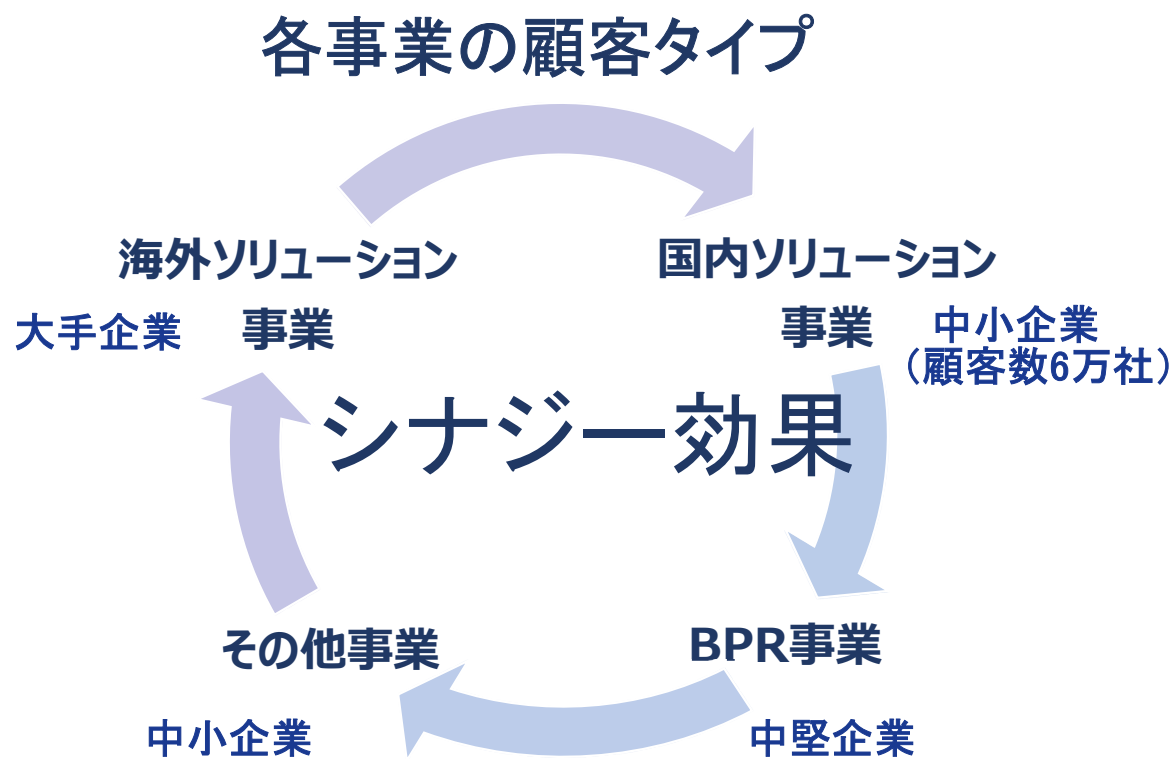 各事業の顧客タイプ
海外ソリューション
事業
大手企業
国内ソリューション
事業
中小企業
（顧客数6万社）
シナジー効果
その他事業
中小企業
BPR事業
中堅企業